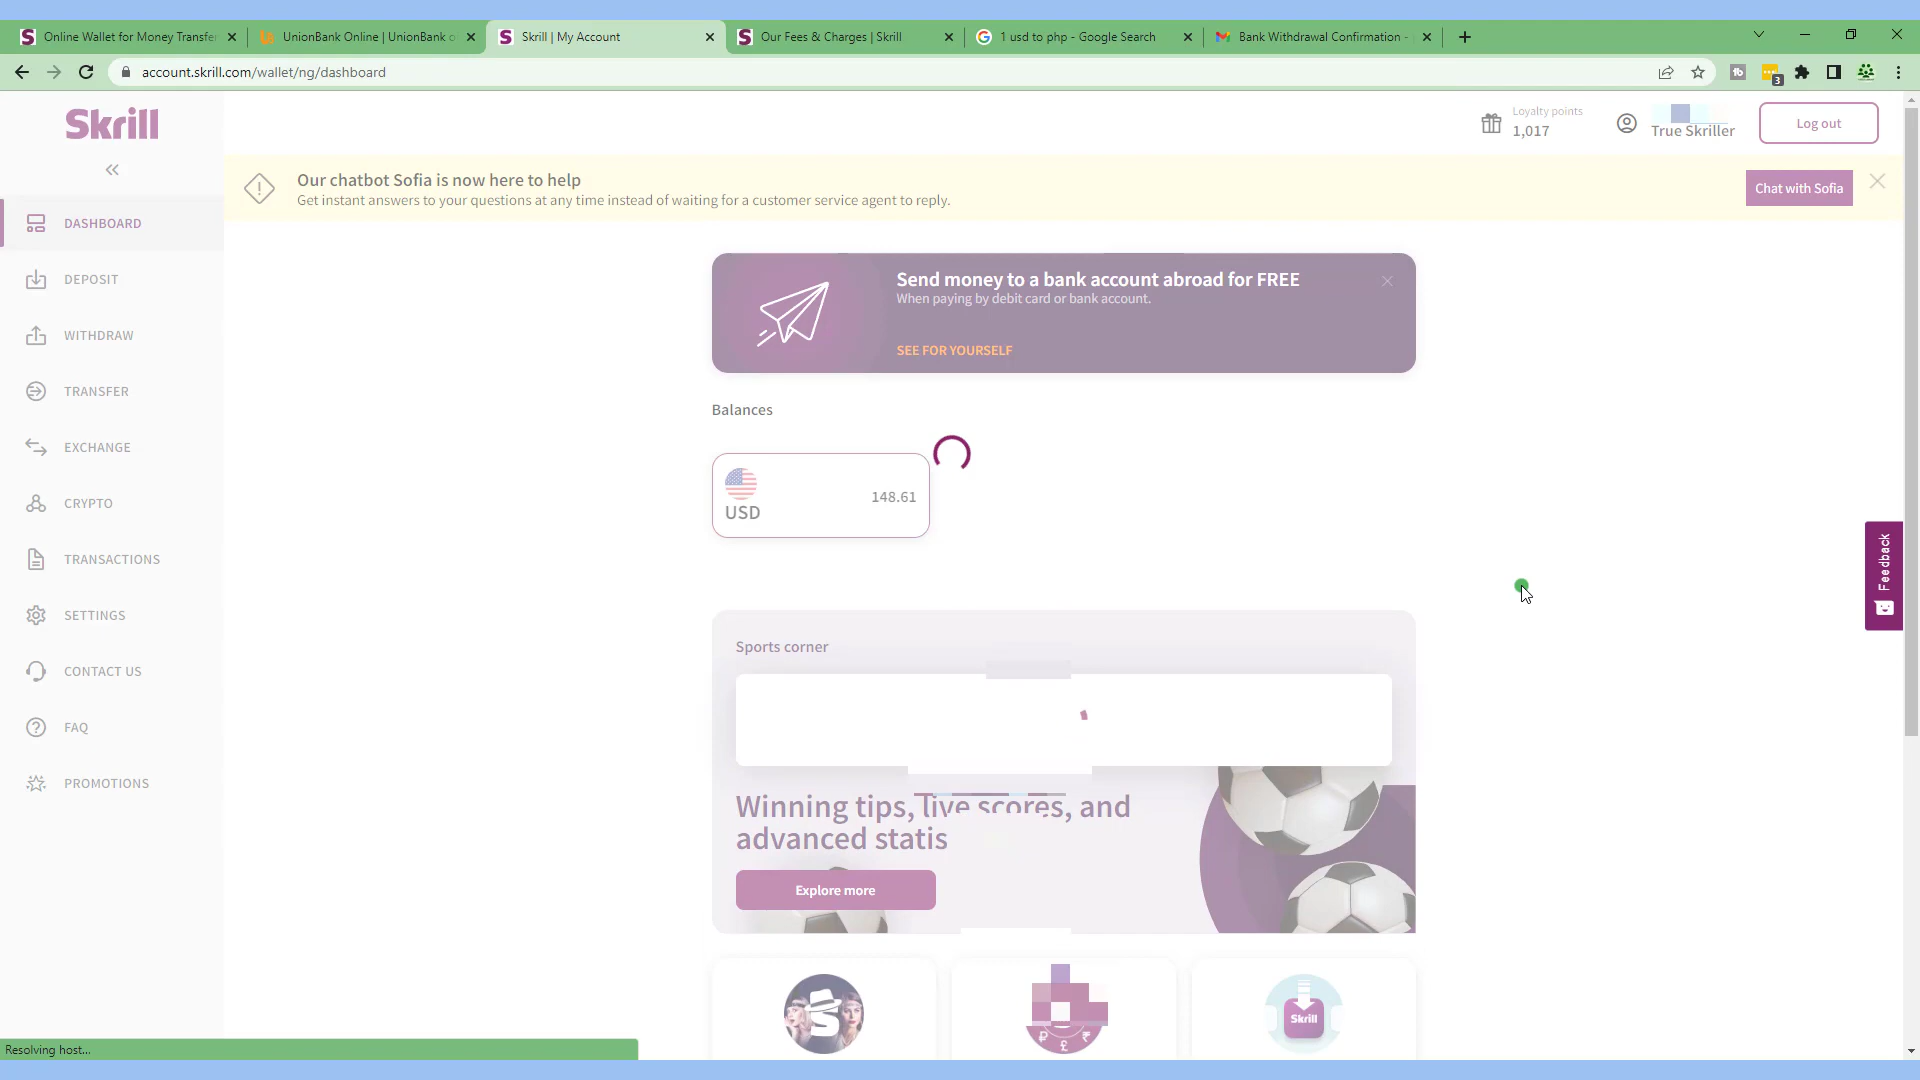 Online Wallet for Money Transfe
UnionBank Online | UnionBank o
Skrill | My Account
Our Fees & Charges | Skrill
1 usd to php - Google Search
Bank Withdrawal Confirmation -
account.skrill.com/wallet/ng/dashboard
3
Skrill
Loyalty points
1,017
True Skriller
Log out
Our chatbot Sofia is now here to help
Get instant answers to your questions at any time instead of waiting for a customer service agent to reply.
Chat with Sofia
DASHBOARD
DEPOSIT
WITHDRAW
TRANSFER
EXCHANGE
CRYPTO
TRANSACTIONS
SETTINGS
CONTACT US
FAQ
PROMOTIONS
Send money to a bank account abroad for FREE
When paying by debit card or bank account.
SEE FOR YOURSELF
Balances
148.61
USD
Feedback
Sports corner
Winning tips, live scores, and
advanced statis
Explore more
Skrill
Resolving host...